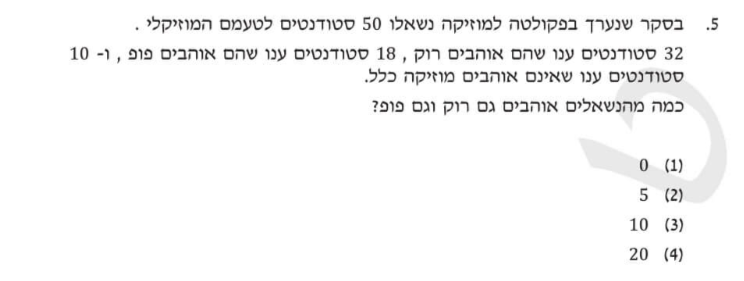 5. בסקר שנערך בפקולטה למוזיקה נשאלו 50 סטודנטים לטעמם המוזיקלי .
32 סטודנטים ענו שהם אוהבים רוק , 18 סטודנטים ענו שהם אוהבים פופ , ו- 10
סטודנטים ענו שאינם אוהבים מוזיקה כלל.
כמה מהנשאלים אוהבים גם רוק וגם פופ?
(1) 0
(2) 5
(3) 10
(4) 20